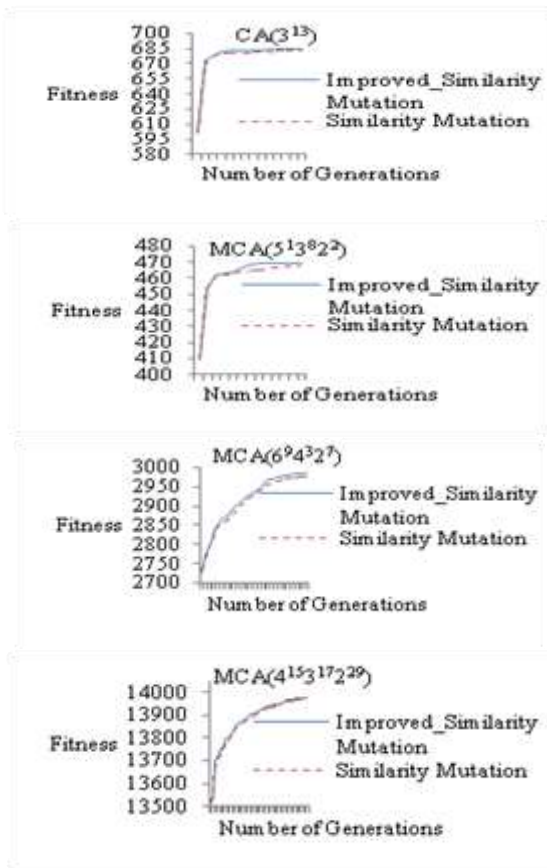 CA(3¹³)
700
685
670
655
640
625
610
595
580
Fitness
Improved_Similarity
Mutation
Similarity Mutation
Number of Generations
MCA(5¹3⁸2²)
480
470
460
450
440
430
420
410
400
Fitness
Improved_Similarity
Mutation
Similarity Mutation
Number of Generations
MCA(6⁹4³2⁷)
3000
2950
2900
2850
2800
2750
2700
Fitness
Improved_Similarity
Mutation
Similarity Mutation
Number of Generations
MCA(4¹⁵3¹⁷2²⁹)
14000
13900
13800
13700
13600
13500
Fitness
Improved_Similarity
Mutation
Similarity Mutation
Number of Generations